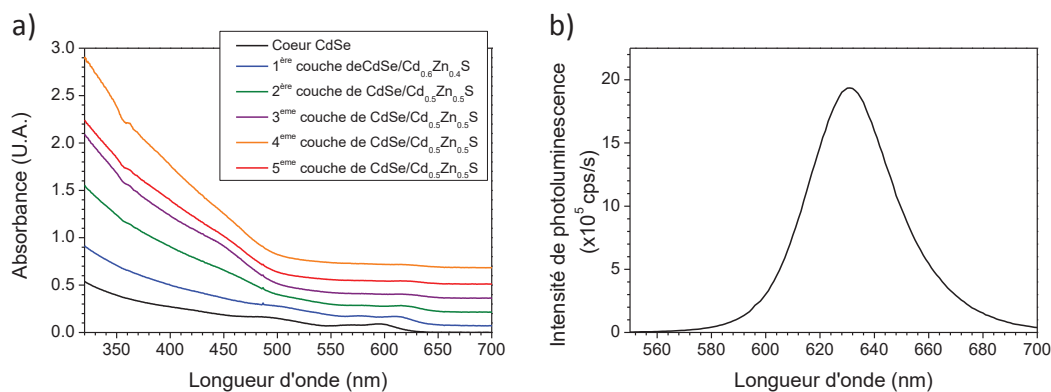 a)
Absorbance (U.A.)
3.0
2.5
2.0
1.5
1.0
0.5
0.0
Coeur CdSe
1ère couche deCdSe/Cd0.6Zn0.4S
2ère couche de CdSe/Cd0.5Zn0.5S
3eme couche de CdSe/Cd0.5Zn0.5S
4eme couche de CdSe/Cd0.5Zn0.5S
5eme couche de CdSe/Cd0.5Zn0.5S
350 400 450 500 550 600 650 700
Longueur d'onde (nm)
b)
Intensité de photoluminescence
(x10⁵ cps/s)
20
15
10
5
0
560 580 600 620 640 660 680 700
Longueur d'onde (nm)